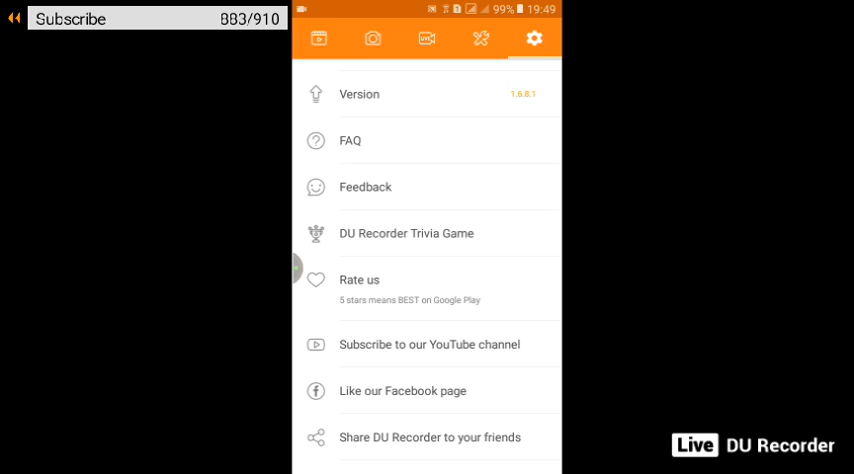 Subscribe 883/910
99% 19:49
LIVE
Version 1.6.8.1
FAQ
Feedback
DU Recorder Trivia Game
Rate us
5 stars means BEST on Google Play
Subscribe to our YouTube channel
Like our Facebook page
Share DU Recorder to your friends
Live DU Recorder